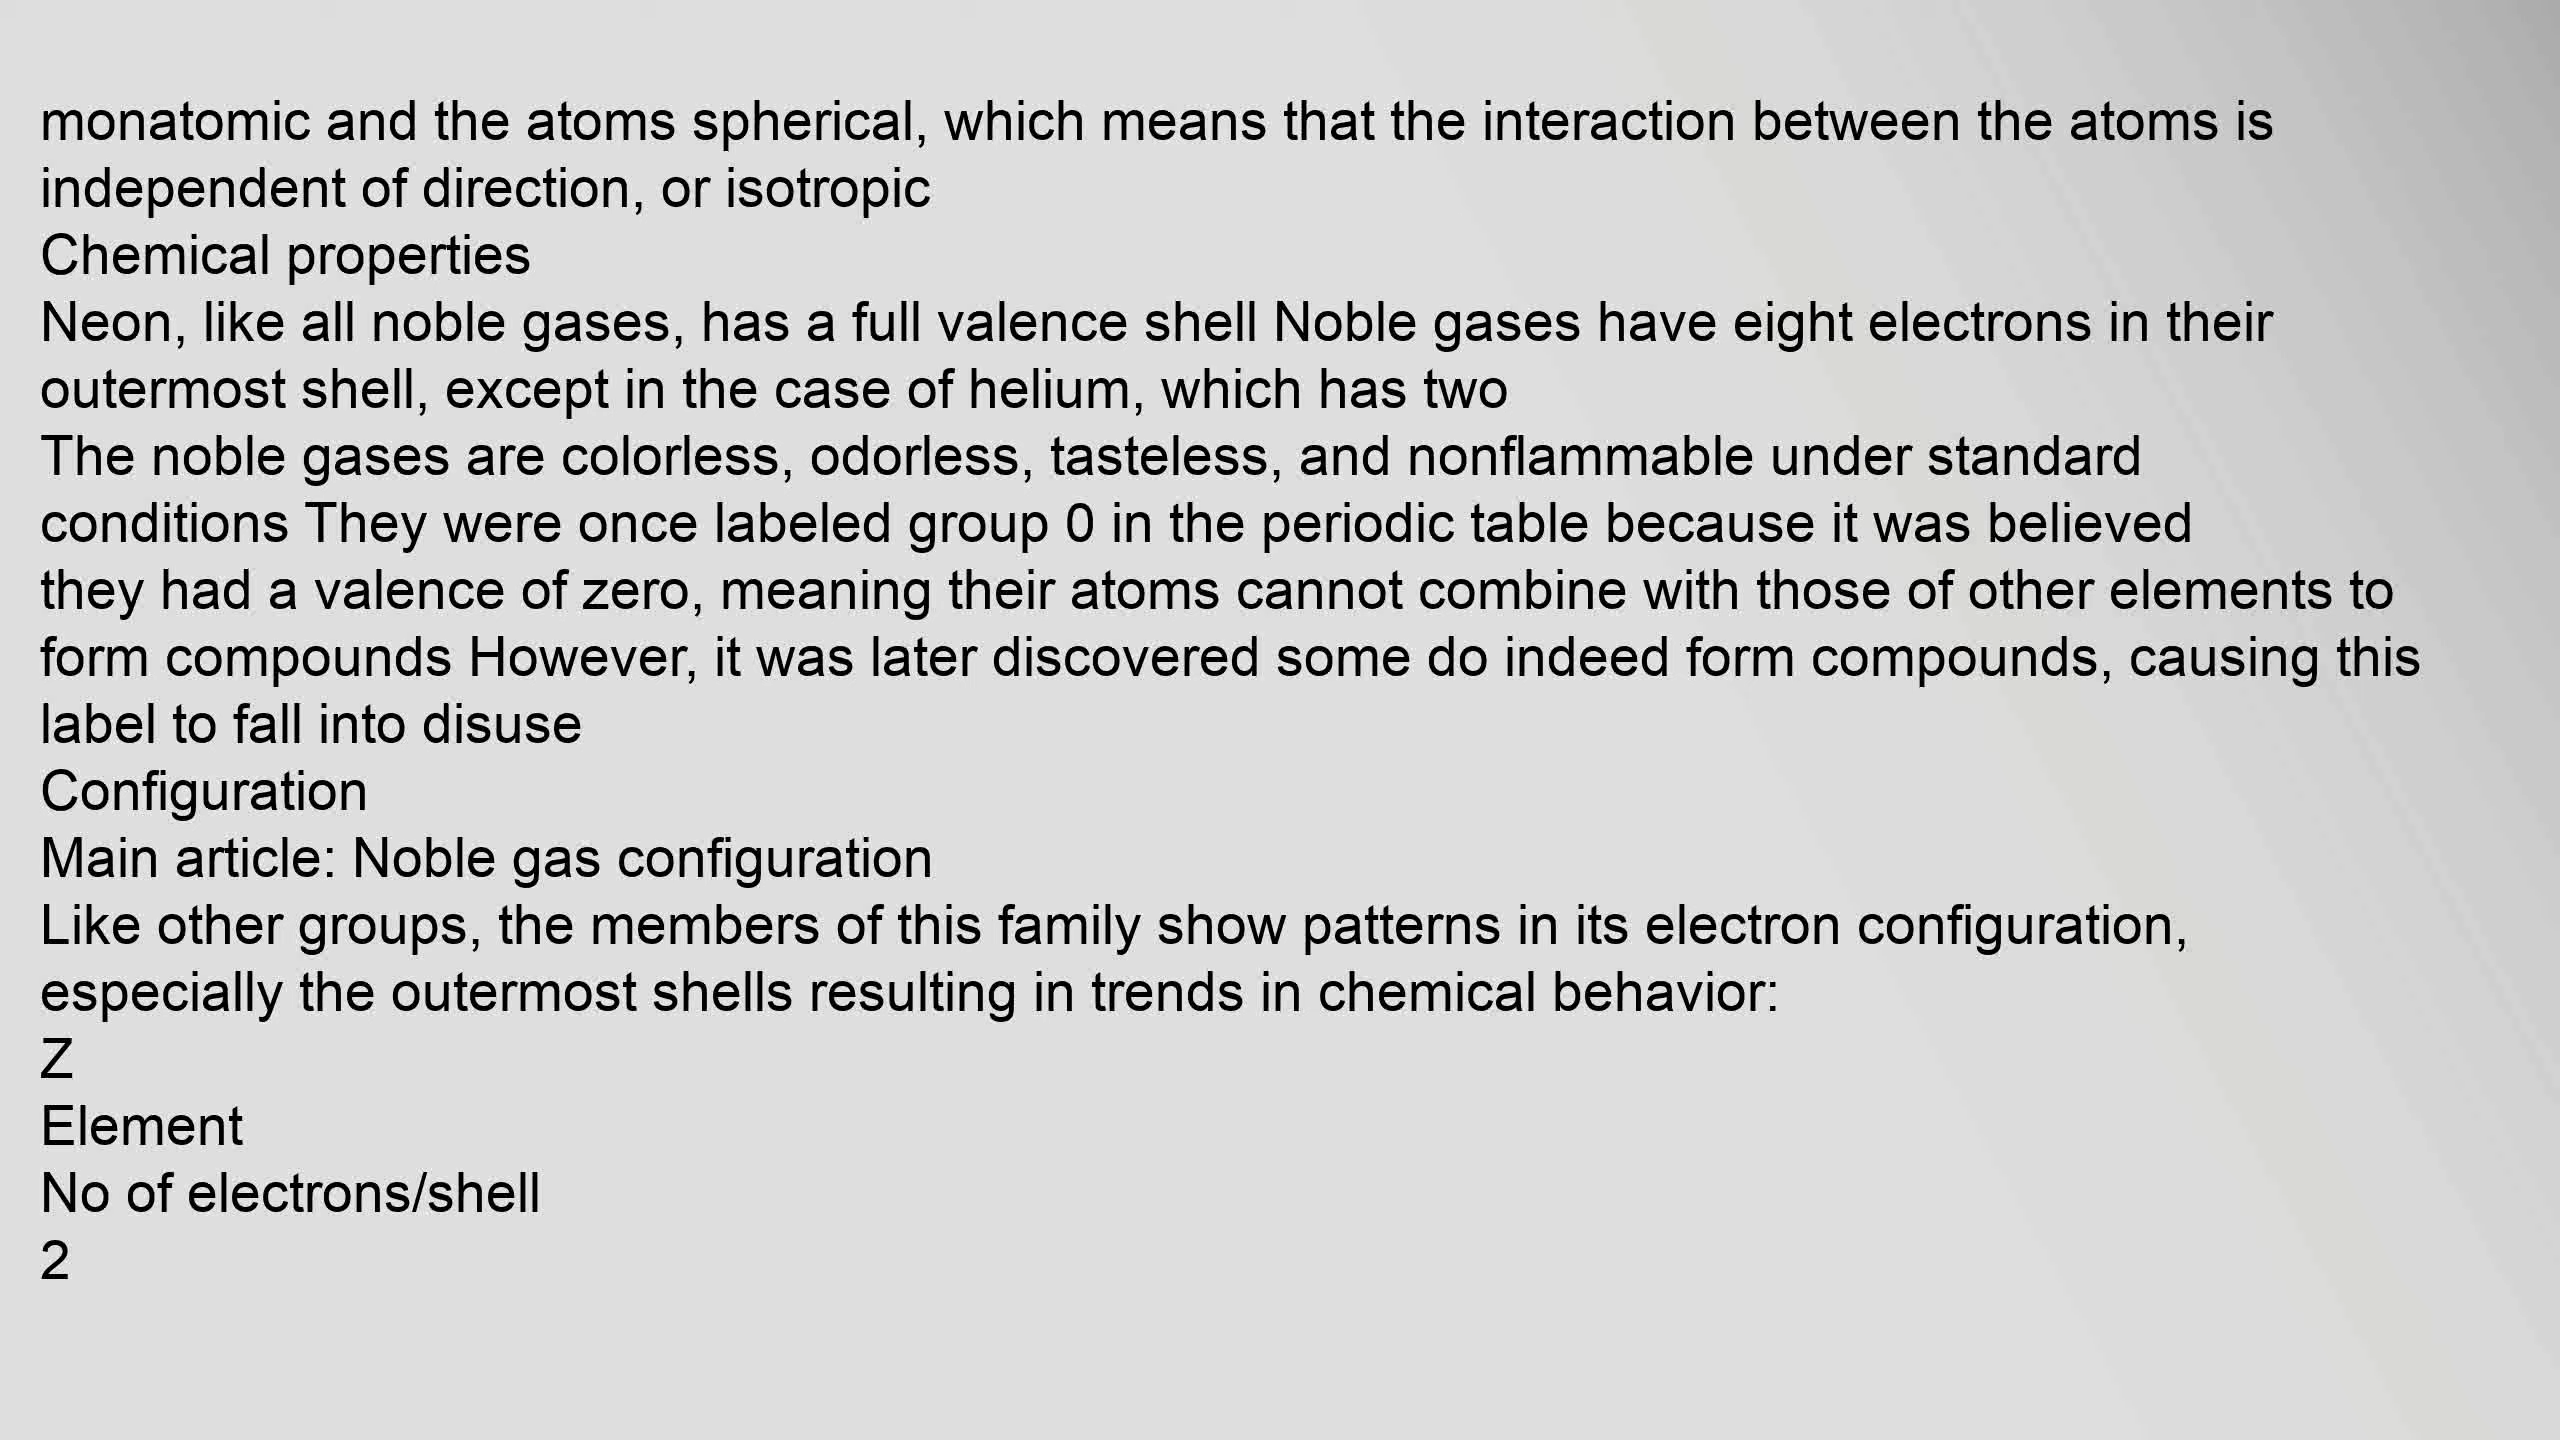 monatomic and the atoms spherical, which means that the interaction between the atoms is
independent of direction, or isotropic
Chemical properties
Neon, like all noble gases, has a full valence shell Noble gases have eight electrons in their
outermost shell, except in the case of helium, which has two
The noble gases are colorless, odorless, tasteless, and nonflammable under standard
conditions They were once labeled group 0 in the periodic table because it was believed
they had a valence of zero, meaning their atoms cannot combine with those of other elements to
form compounds However, it was later discovered some do indeed form compounds, causing this
label to fall into disuse
Configuration
Main article: Noble gas configuration
Like other groups, the members of this family show patterns in its electron configuration,
especially the outermost shells resulting in trends in chemical behavior:
Z
Element
No of electrons/shell
2